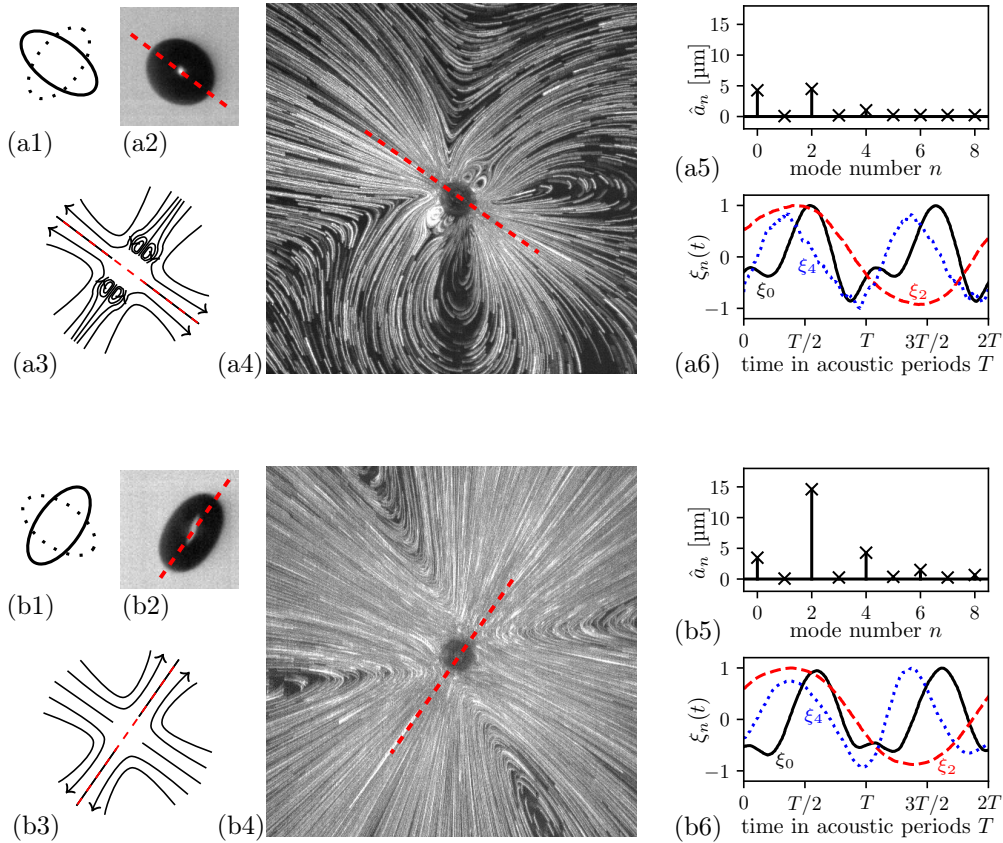 (a1)
(a2)
(a3)
(a4)
15
10
5
0
â_n [µm]
0 2 4 6 8
mode number n
(a5)
1
0
−1
ξ_n(t)
ξ_0
ξ_4
ξ_2
0 T/2 T 3T/2 2T
time in acoustic periods T
(a6)
(b1)
(b2)
(b3)
(b4)
15
10
5
0
â_n [µm]
0 2 4 6 8
mode number n
(b5)
1
0
−1
ξ_n(t)
ξ_0
ξ_4
ξ_2
0 T/2 T 3T/2 2T
time in acoustic periods T
(b6)